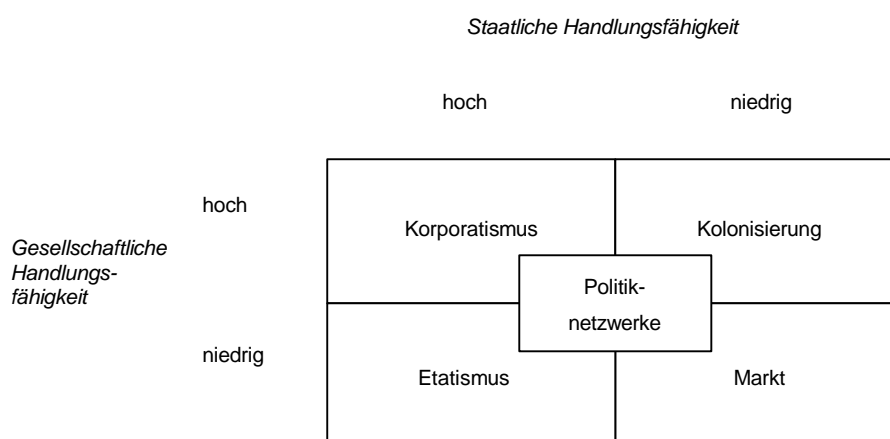 Staatliche Handlungsfähigkeit
hoch niedrig
hoch
Korporatismus Kolonisierung
Gesellschaftliche
Handlungs-
fähigkeit
Politik-
netzwerke
niedrig
Etatismus Markt